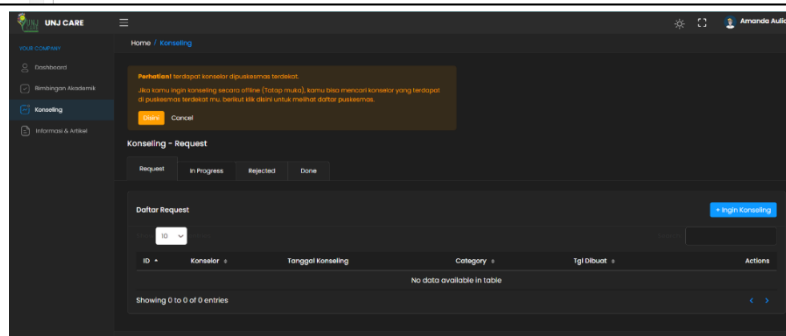 UNJ CARE
Amanda Aulia
YOUR COMPANY
Home / Konseling
Dashboard
Bimbingan Akademik
Konseling
Informasi & Artikel
Perhatian! terdapat konselor dipuskesmas terdekat.
Jika kamu ingin konseling secara offline (Tatap muka), kamu bisa mencari konselor yang terdapat
di puskesmas terdekat mu. berikut klik disini untuk melihat daftar puskesmas.
Disini Cancel
Konseling - Request
Request In Progress Rejected Done
Daftar Request
+ Ingin Konseling
10
ID Konselor Tanggal Konseling Category Tgl Dibuat Actions
No data available in table
Showing 0 to 0 of 0 entries